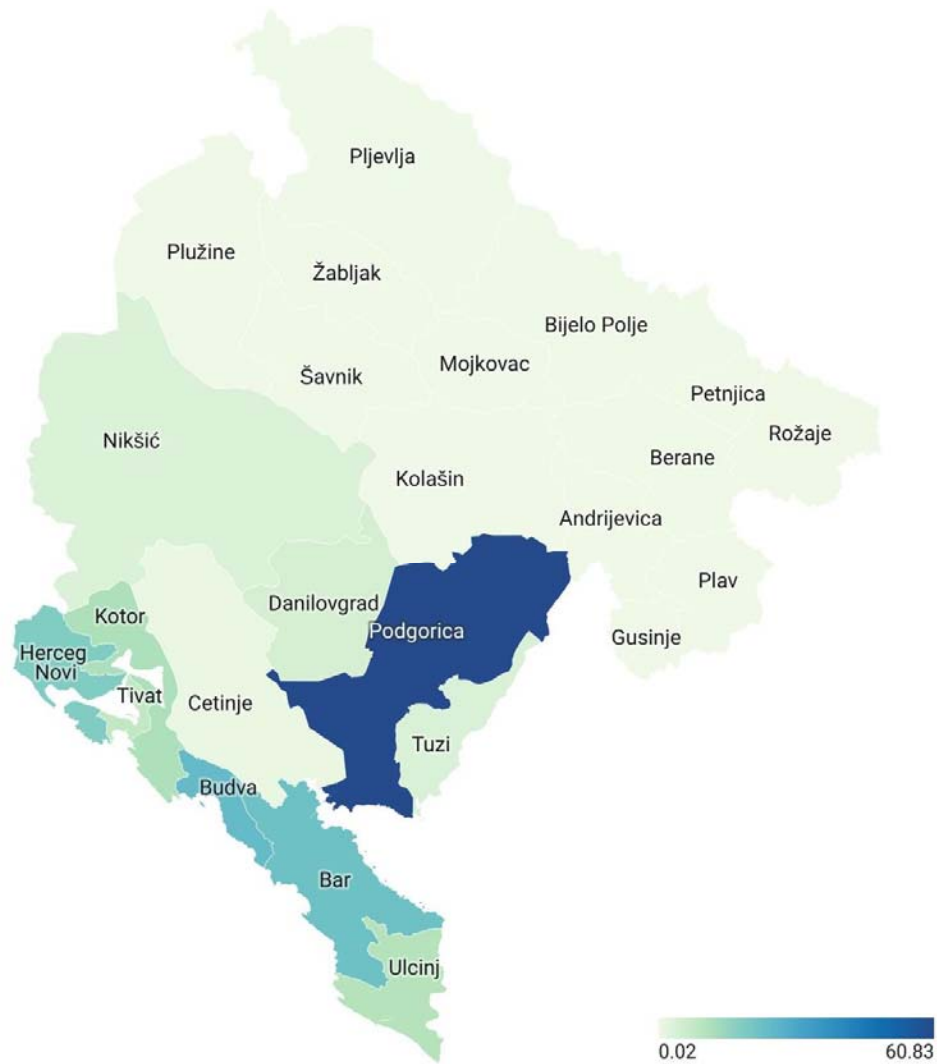 Pljevlja
Plužine
Žabljak
Bijelo Polje
Mojkovac
Šavnik
Petnjica
Rožaje
Nikšić
Berane
Kolašin
Andrijevica
Plav
Danilovgrad
Kotor
Podgorica
Gusinje
Herceg
Novi
Tivat
Cetinje
Tuzi
Budva
Bar
Ulcinj
0.02
60.83